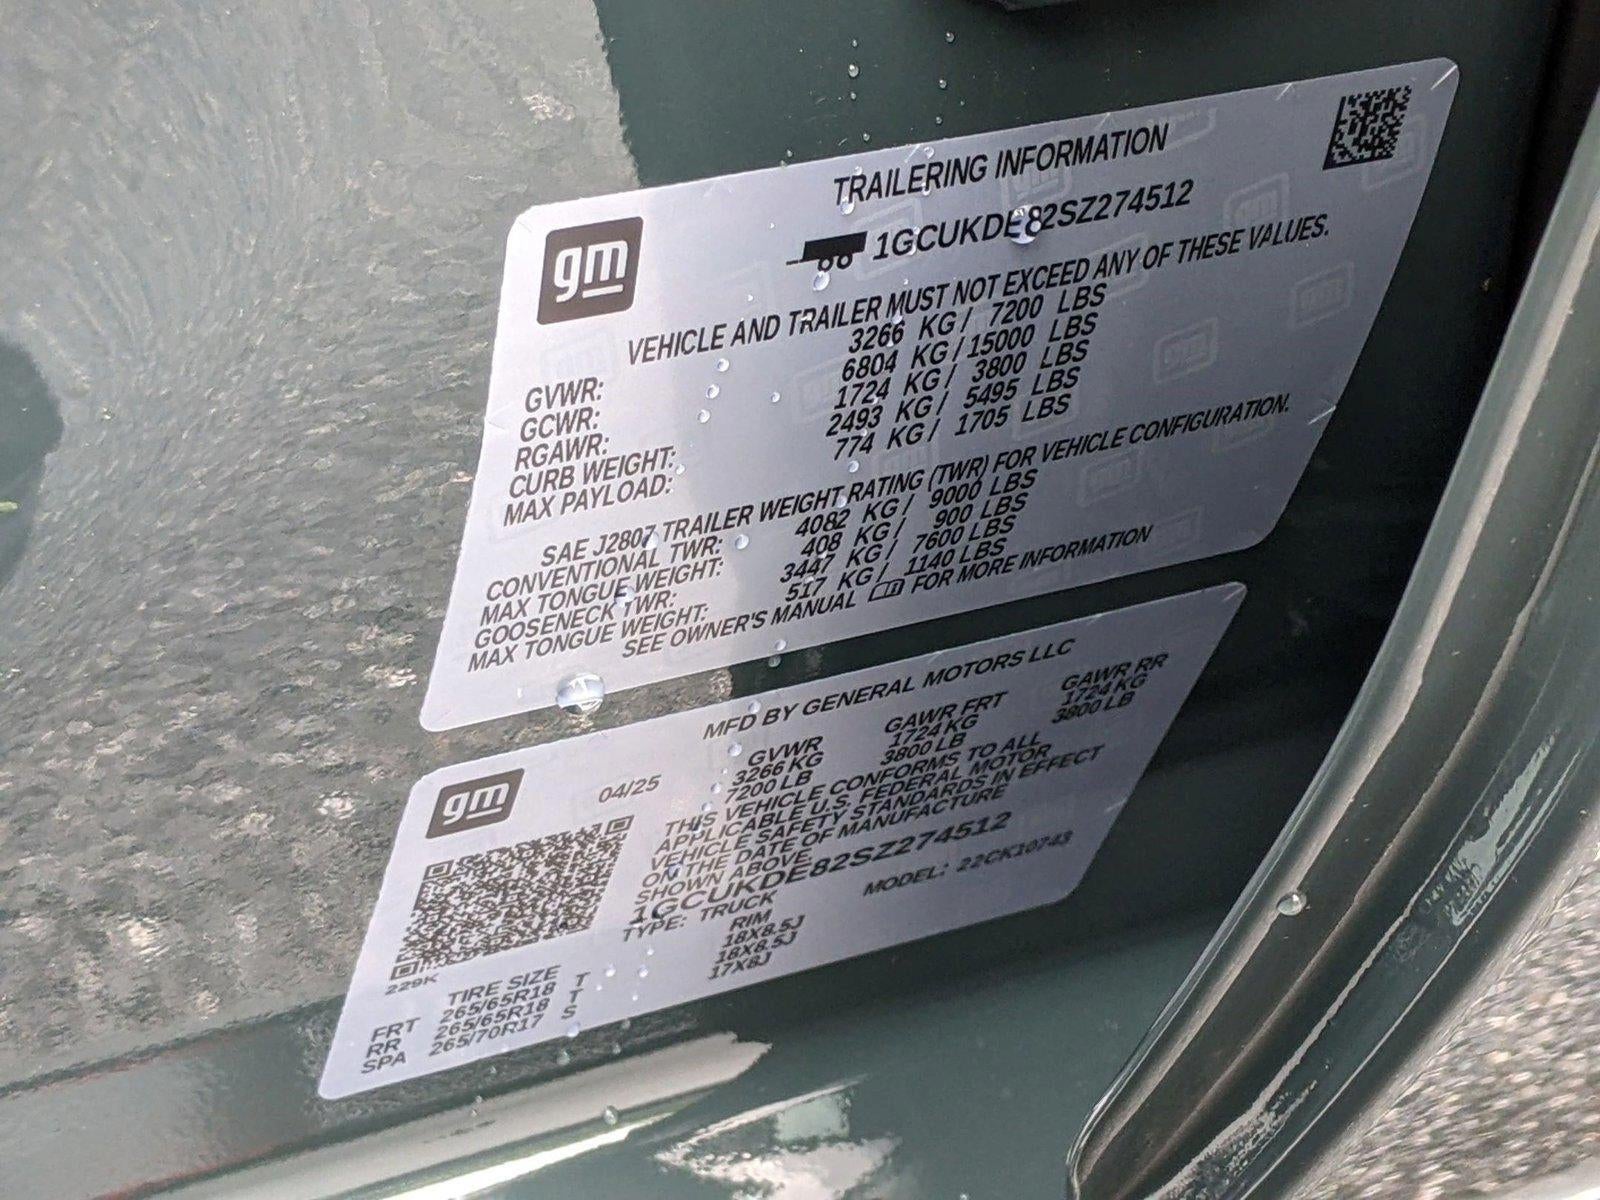 TRAILERING INFORMATION
gm
1GCUKDE82SZ274512
VEHICLE AND TRAILER MUST NOT EXCEED ANY OF THESE VALUES.
GVWR: 3266 KG / 7200 LBS
GCWR: 6804 KG / 15000 LBS
RGAWR: 1724 KG / 3800 LBS
CURB WEIGHT: 2493 KG / 5495 LBS
MAX PAYLOAD: 774 KG / 1705 LBS
SAE J2807 TRAILER WEIGHT RATING (TWR) FOR VEHICLE CONFIGURATION.
CONVENTIONAL TWR: 4082 KG / 9000 LBS
MAX TONGUE WEIGHT: 408 KG / 900 LBS
GOOSENECK TWR: 3447 KG / 7600 LBS
MAX TONGUE WEIGHT: 517 KG / 1140 LBS
SEE OWNER'S MANUAL FOR MORE INFORMATION
MFD BY GENERAL MOTORS LLC
gm
04/25
GVWR GAWR FRT GAWR RR
3266 KG 1724 KG 1724 KG
7200 LB 3800 LB 3800 LB
THIS VEHICLE CONFORMS TO ALL
APPLICABLE U.S. FEDERAL MOTOR
VEHICLE SAFETY STANDARDS IN EFFECT
ON THE DATE OF MANUFACTURE
SHOWN ABOVE.
1GCUKDE82SZ274512
TYPE: TRUCK MODEL: 22CK10743
229K
TIRE SIZE RIM
FRT 265/65R18 T 18X8.5J
RR 265/65R18 T 18X8.5J
SPA 265/70R17 S 17X8J